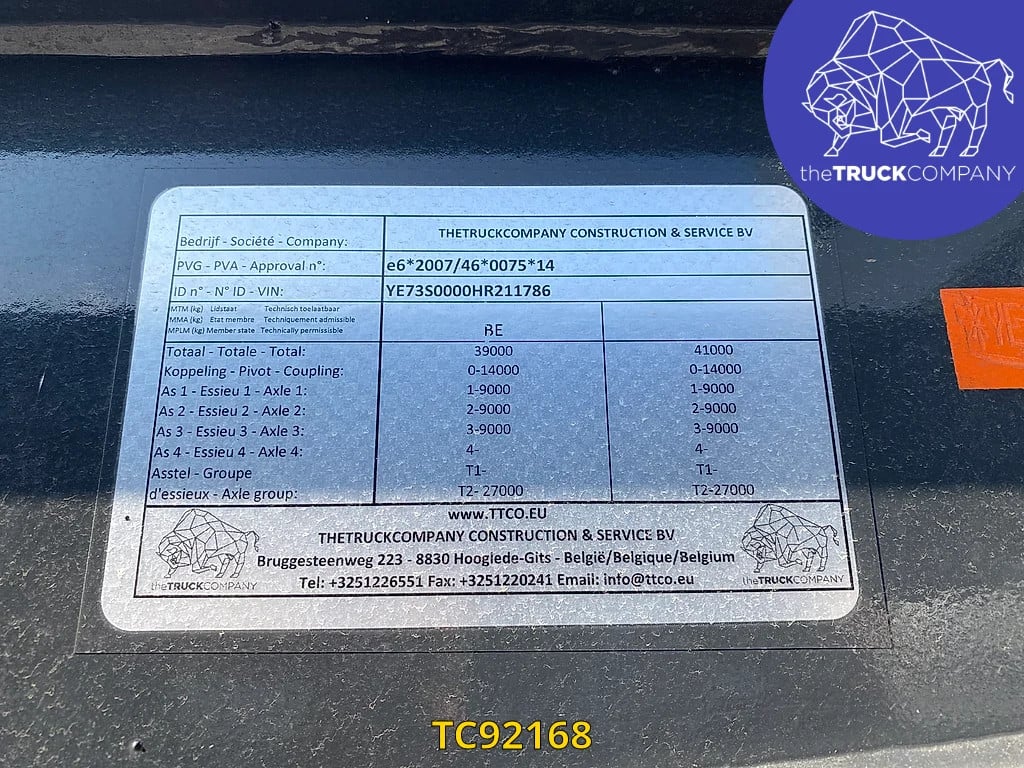 theTRUCKCOMPANY
Bedrijf - Société - Company: THETRUCKCOMPANY CONSTRUCTION & SERVICE BV
PVG - PVA - Approval n°: e6*2007/46*0075*14
ID n° - N° ID - VIN: YE73S0000HR211786
MTM (kg) Lidstaat Technisch toelaatbaar
MMA (kg) Etat membre Techniquement admissible
MPLM (kg) Member state Technically permissisble
BE
Totaal - Totale - Total: 39000 41000
Koppeling - Pivot - Coupling: 0-14000 0-14000
As 1 - Essieu 1 - Axle 1: 1-9000 1-9000
As 2 - Essieu 2 - Axle 2: 2-9000 2-9000
As 3 - Essieu 3 - Axle 3: 3-9000 3-9000
As 4 - Essieu 4 - Axle 4: 4- 4-
Asstel - Groupe T1- T1-
d'essieux - Axle group: T2- 27000 T2-27000
www.TTCO.EU
THETRUCKCOMPANY CONSTRUCTION & SERVICE BV
Bruggesteenweg 223 - 8830 Hooglede-Gits - België/Belgique/Belgium
Tel: +3251226551 Fax: +3251220241 Email: info@ttco.eu
theTRUCKCOMPANY
theTRUCKCOMPANY
TC92168